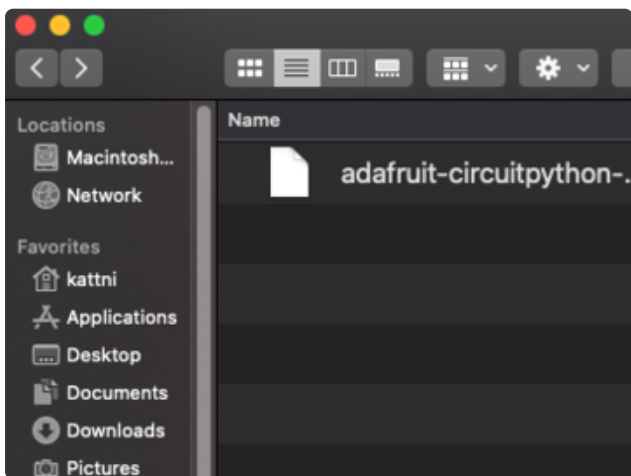 Locations
Macintosh...
Network
Favorites
kattni
Applications
Desktop
Documents
Downloads
Pictures
Name
adafruit-circuitpython-.